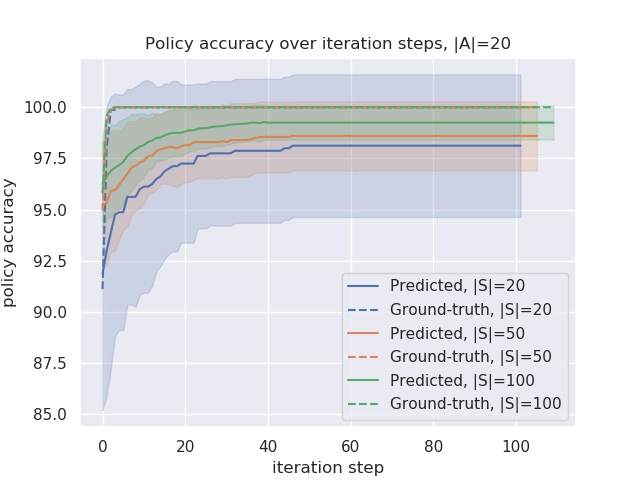 Policy accuracy over iteration steps, |A|=20
policy accuracy
100.0
97.5
95.0
92.5
90.0
87.5
85.0
Predicted, |S|=20
Ground-truth, |S|=20
Predicted, |S|=50
Ground-truth, |S|=50
Predicted, |S|=100
Ground-truth, |S|=100
0 20 40 60 80 100
iteration step